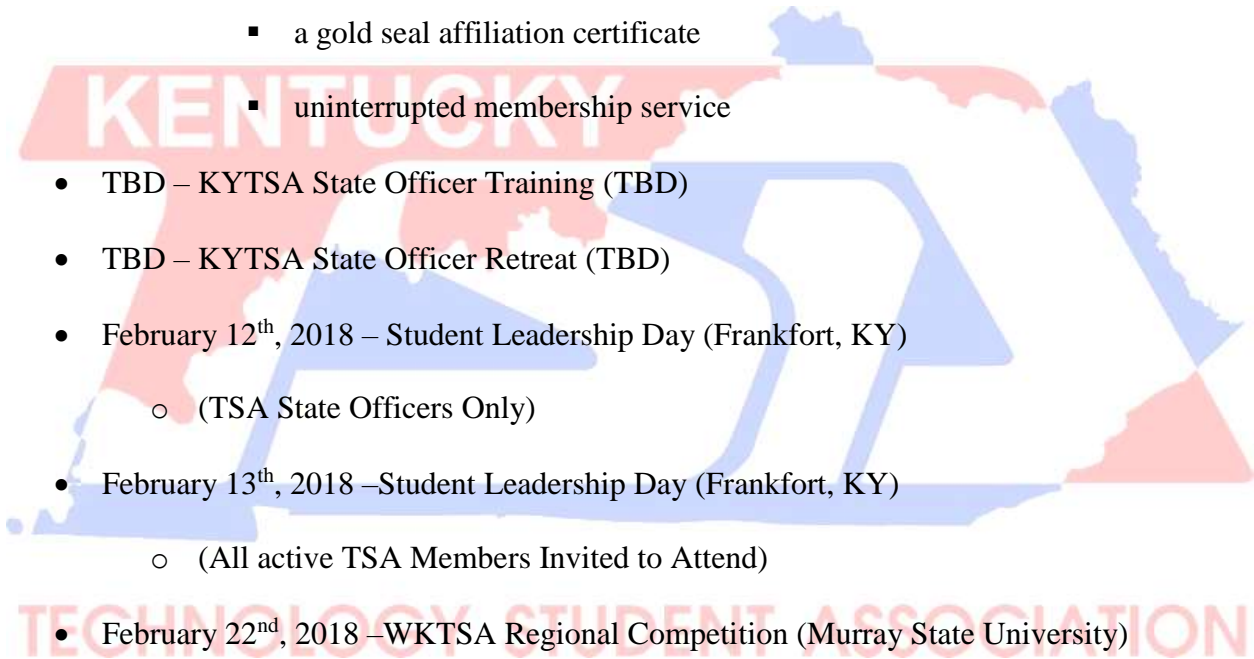 ▪ a gold seal affiliation certificate
KENTUCKY
▪ uninterrupted membership service
• TBD – KYTSA State Officer Training (TBD)
• TBD – KYTSA State Officer Retreat (TBD)
TSA
• February 12th, 2018 – Student Leadership Day (Frankfort, KY)
o (TSA State Officers Only)
• February 13th, 2018 –Student Leadership Day (Frankfort, KY)
o (All active TSA Members Invited to Attend)
TECHNOLOGY STUDENT ASSOCIATION
• February 22nd, 2018 –WKTSA Regional Competition (Murray State University)